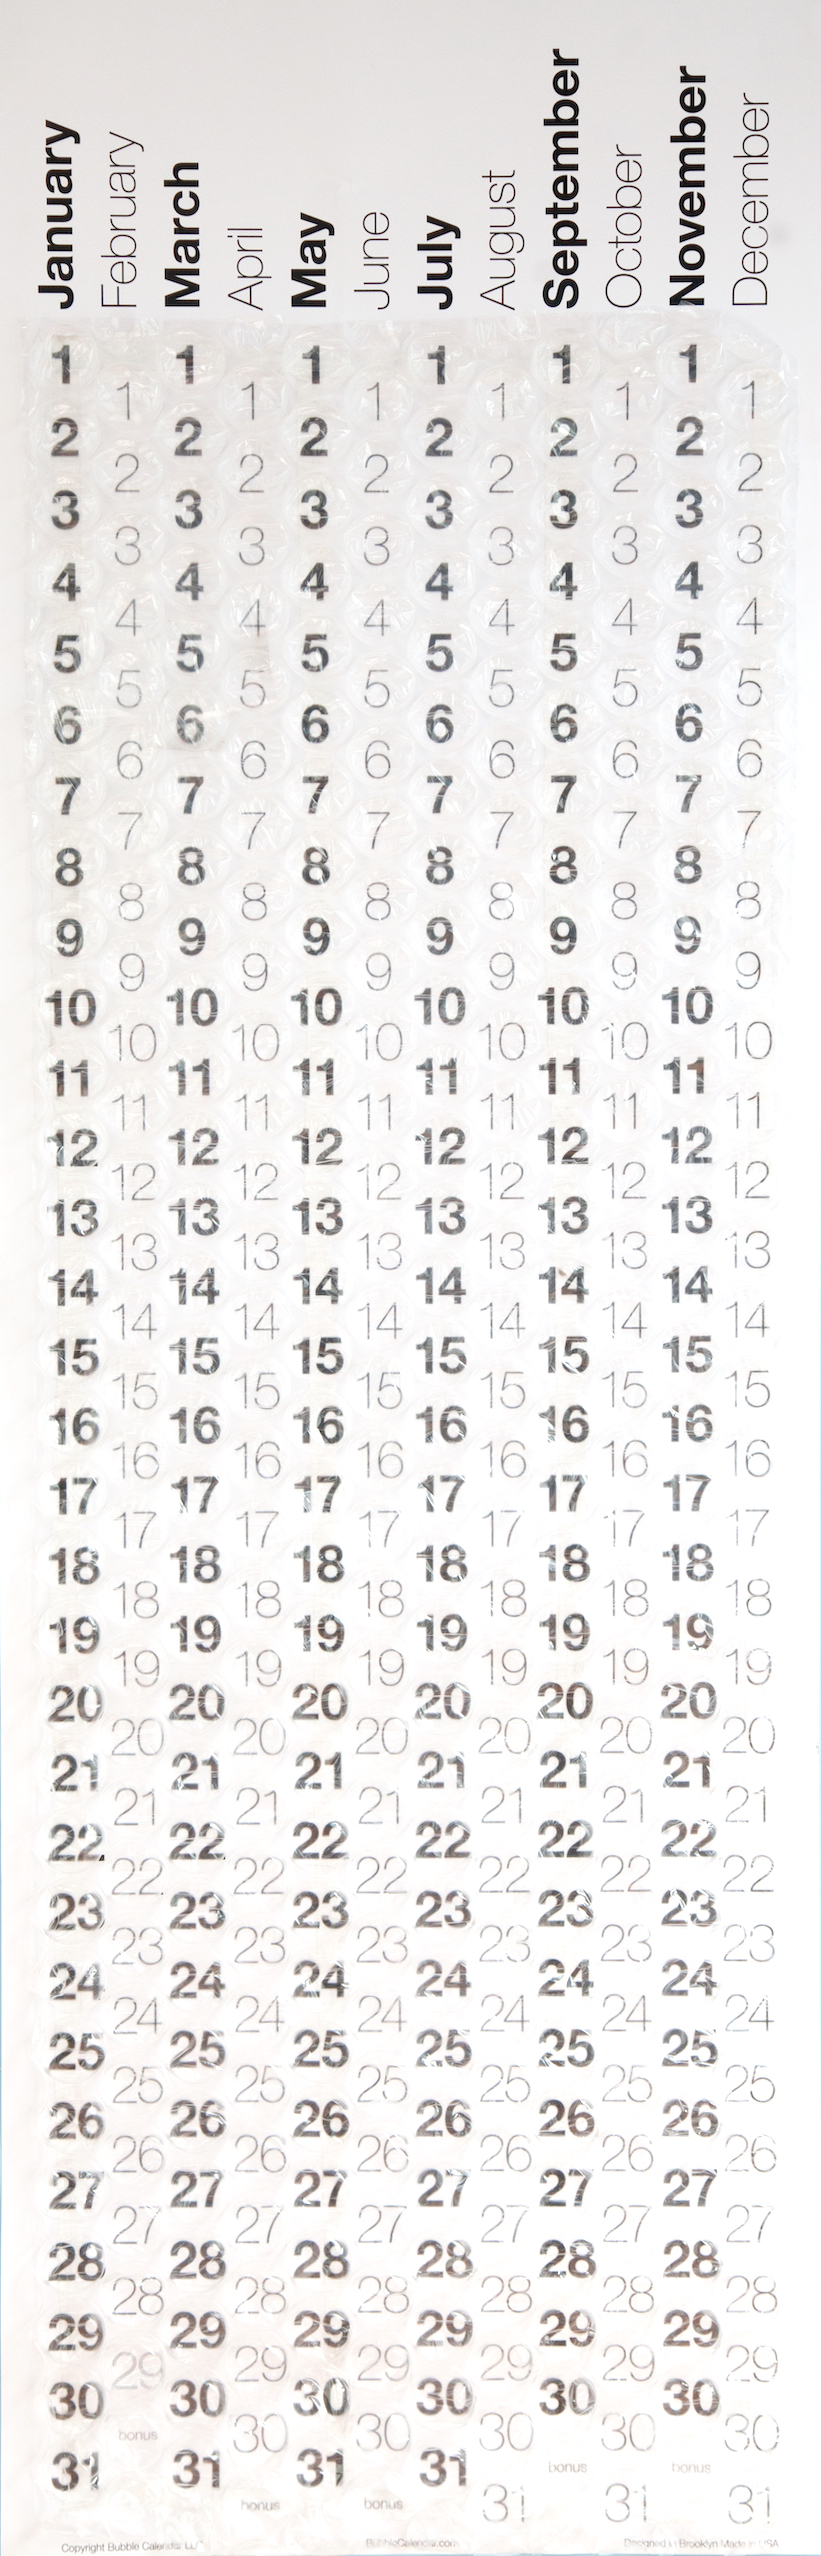 January February March April May June July August September October November December
1 1 1 1 1 1
1 1 1 1 1 1
2 2 2 2 2 2
2 2 2 2 2 2
3 3 3 3 3 3
3 3 3 3 3 3
4 4 4 4 4 4
4 4 4 4 4 4
5 5 5 5 5 5
5 5 5 5 5 5
6 6 6 6 6 6
6 6 6 6 6 6
7 7 7 7 7 7
7 7 7 7 7 7
8 8 8 8 8 8
8 8 8 8 8 8
9 9 9 9 9 9
9 9 9 9 9 9
10 10 10 10 10 10
10 10 10 10 10 10
11 11 11 11 11 11
11 11 11 11 11 11
12 12 12 12 12 12
12 12 12 12 12 12
13 13 13 13 13 13
13 13 13 13 13 13
14 14 14 14 14 14
14 14 14 14 14 14
15 15 15 15 15 15
15 15 15 15 15 15
16 16 16 16 16 16
16 16 16 16 16 16
17 17 17 17 17 17
17 17 17 17 17 17
18 18 18 18 18 18
18 18 18 18 18 18
19 19 19 19 19 19
19 19 19 19 19 19
20 20 20 20 20 20
20 20 20 20 20 20
21 21 21 21 21 21
21 21 21 21 21 21
22 22 22 22 22 22
22 22 22 22 22 22
23 23 23 23 23 23
23 23 23 23 23 23
24 24 24 24 24 24
24 24 24 24 24 24
25 25 25 25 25 25
25 25 25 25 25 25
26 26 26 26 26 26
26 26 26 26 26 26
27 27 27 27 27 27
27 27 27 27 27 27
28 28 28 28 28 28
28 28 28 28 28 28
29 29 29 29 29 29
29 29 29 29 29 29
30 30 30 30 30 30
bonus 30 30 30 30 30
31 31 31 31 bonus bonus
bonus bonus 31 31 31
Copyright Bubble Calendar LLC BubbleCalendar.com Designed in Brooklyn Made in USA